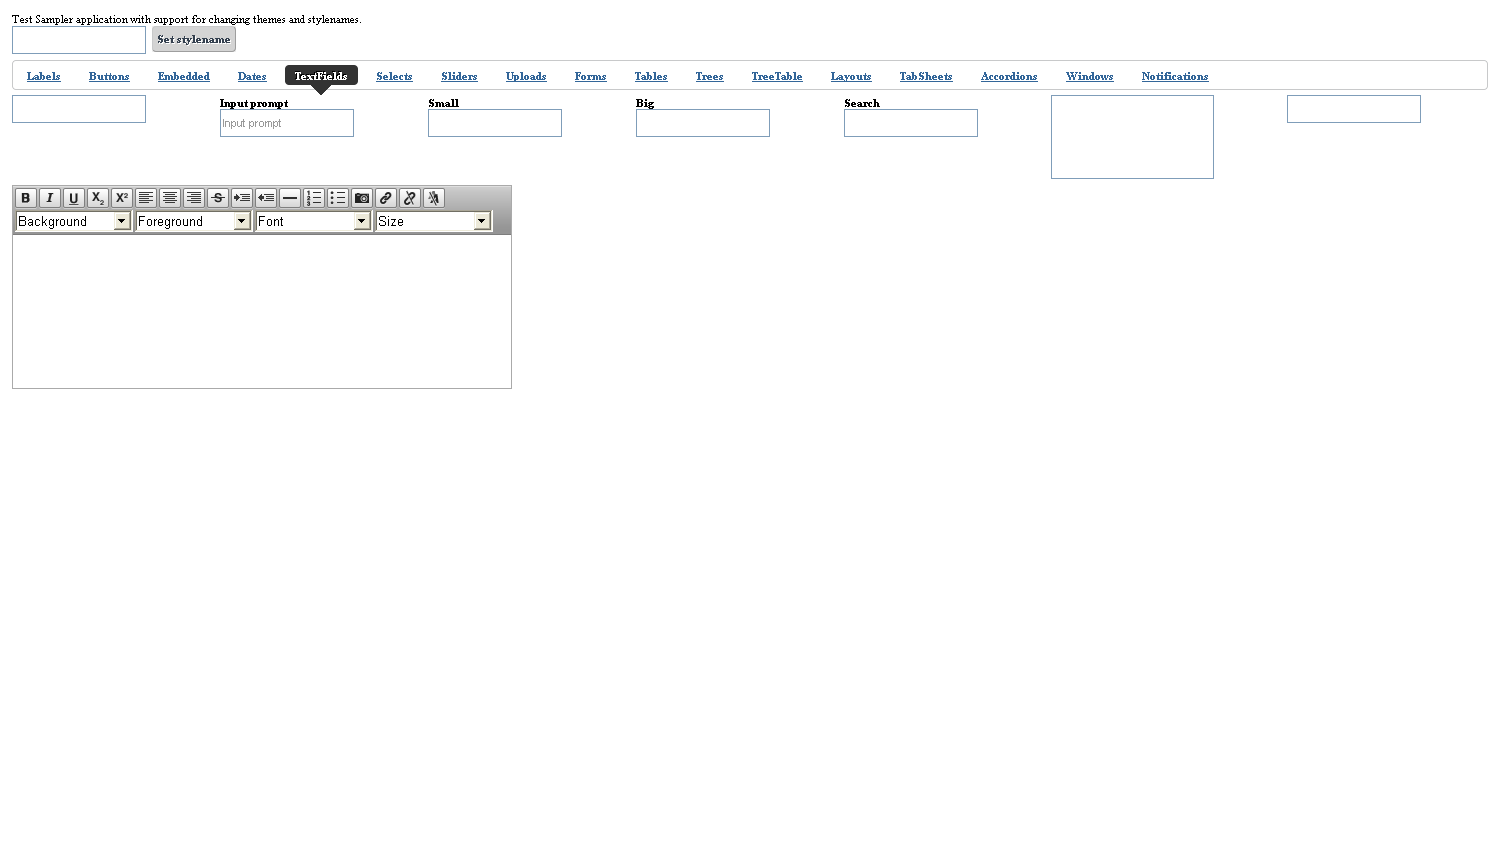 Test Sampler application with support for changing themes and stylenames.
Set stylename
Labels Buttons Embedded Dates TextFields Selects Sliders Uploads Forms Tables Trees TreeTable Layouts TabSheets Accordions Windows Notifications
Input prompt Small Big Search
Input prompt
B I U X₂ X² S
Background Foreground Font Size